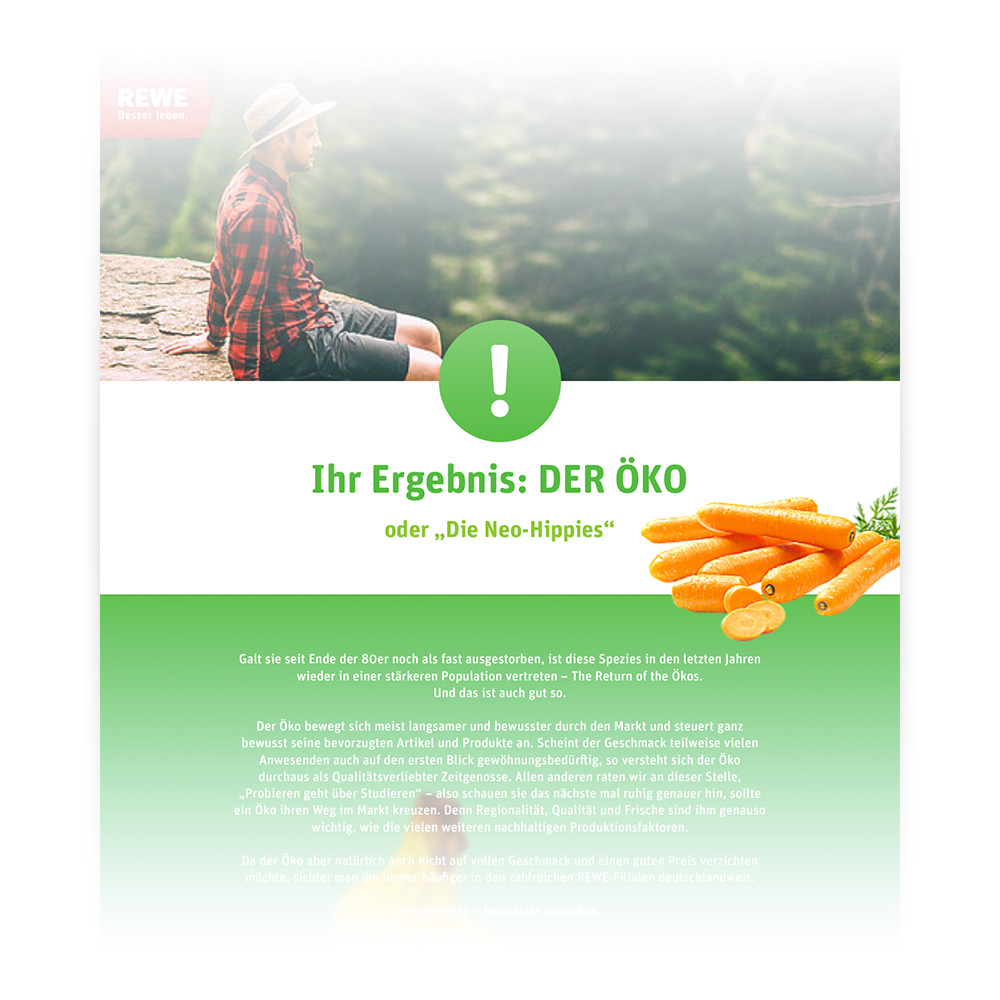 REWE
Besser leben.
!
Ihr Ergebnis: DER ÖKO
oder „Die Neo-Hippies“
Galt sie seit Ende der 80er noch als fast ausgestorben, ist diese Spezies in den letzten Jahren
wieder in einer stärkeren Population vertreten – The Return of the Ökos.
Und das ist auch gut so.
Der Öko bewegt sich meist langsamer und bewusster durch den Markt und steuert ganz
bewusst seine bevorzugten Artikel und Produkte an. Scheint der Geschmack teilweise vielen
Anwesenden auch auf den ersten Blick gewöhnungsbedürftig, so versteht sich der Öko
durchaus als Qualitätsverliebter Zeitgenosse. Allen anderen raten wir an dieser Stelle,
„Probieren geht über Studieren“ – also schauen sie das nächste mal ruhig genauer hin, sollte
ein Öko ihren Weg im Markt kreuzen. Denn Regionalität, Qualität und Frische sind ihm genauso
wichtig, wie die vielen weiteren nachhaltigen Produktionsfaktoren.
Da der Öko aber natürlich auch nicht auf vollen Geschmack und einen guten Preis verzichten
möchte, sichtet man ihn immer häufiger in den zahlreichen REWE-Filialen deutschlandweit.
Besser leben – Bewusster Genießen.